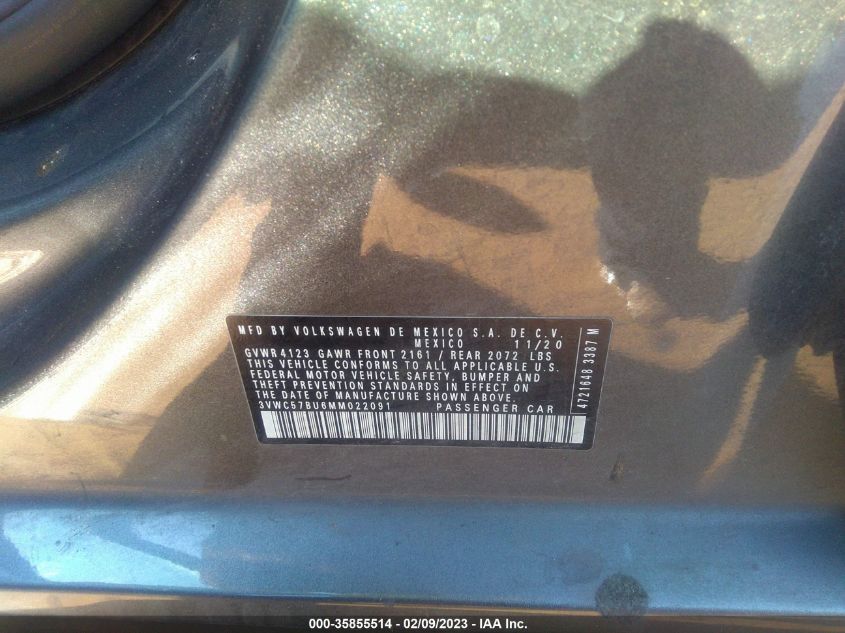 MFD BY VOLKSWAGEN DE MEXICO S.A. DE C.V.
MEXICO 11/20
GVWR 4123 GAWR FRONT 2161 / REAR 2072 LBS
THIS VEHICLE CONFORMS TO ALL APPLICABLE U.S.
FEDERAL MOTOR VEHICLE SAFETY, BUMPER AND
THEFT PREVENTION STANDARDS IN EFFECT ON
THE DATE OF MANUFACTURE SHOWN ABOVE.
3VWC57BU6MM022091 PASSENGER CAR
4721648 3387 M
000-35855514 - 02/09/2023 - IAA Inc.